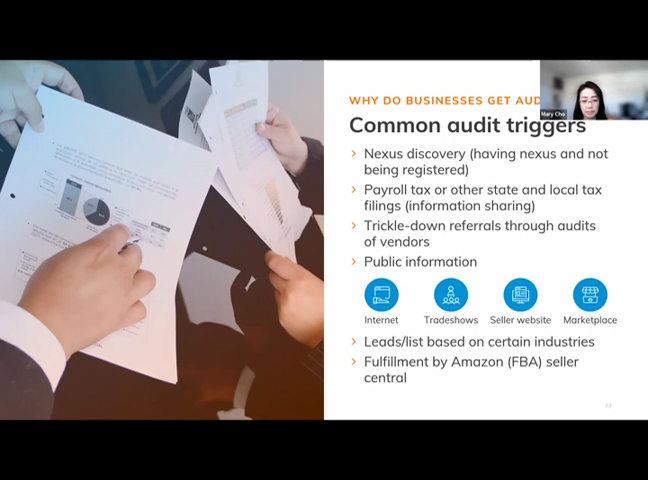 WHY DO BUSINESSES GET AUD
Mary Cho
Common audit triggers
Nexus discovery (having nexus and not
being registered)
Payroll tax or other state and local tax
filings (information sharing)
Trickle-down referrals through audits
of vendors
Public information
Internet
Tradeshows
Seller website
Marketplace
Leads/list based on certain industries
Fulfillment by Amazon (FBA) seller
central
23